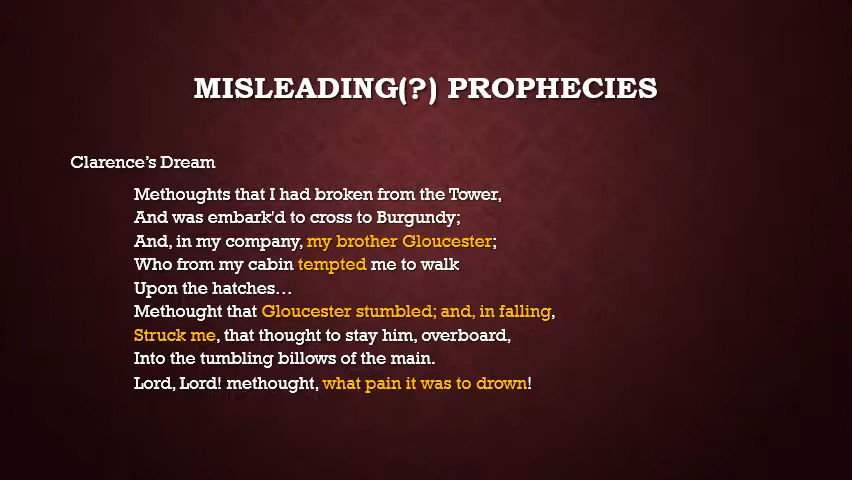 MISLEADING(?) PROPHECIES
Clarence's Dream
Methoughts that I had broken from the Tower,
And was embark'd to cross to Burgundy;
And, in my company, my brother Gloucester;
Who from my cabin tempted me to walk
Upon the hatches…
Methought that Gloucester stumbled; and, in falling,
Struck me, that thought to stay him, overboard,
Into the tumbling billows of the main.
Lord, Lord! methought, what pain it was to drown!